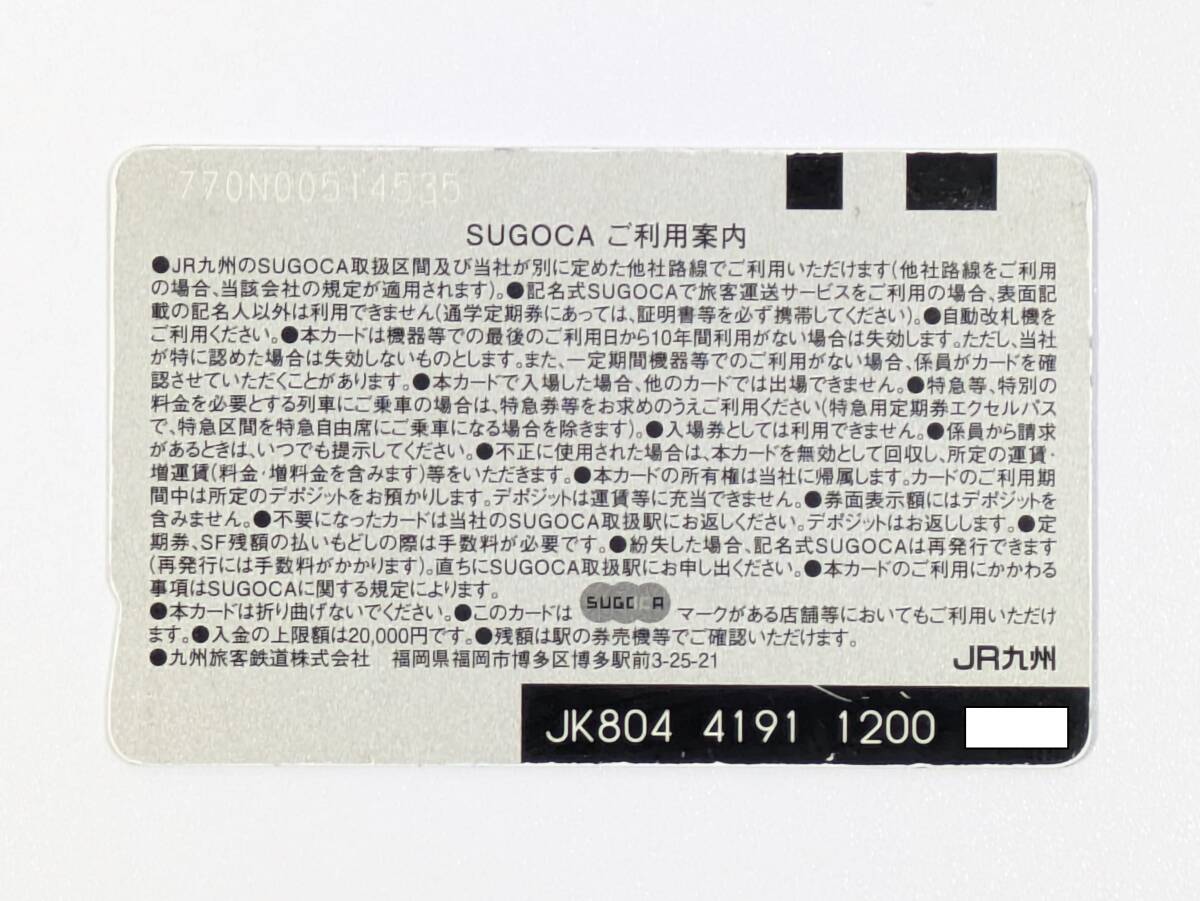 770N00514535
SUGOCA ご利用案内
●JR九州のSUGOCA取扱区間及び当社が別に定めた他社路線でご利用いただけます(他社路線をご利用
の場合、当該会社の規定が適用されます)。●記名式SUGOCAで旅客運送サービスをご利用の場合、表面記
載の記名人以外は利用できません(通学定期券にあっては、証明書等を必ず携帯してください)。●自動改札機を
ご利用ください。●本カードは機器等での最後のご利用日から10年間利用がない場合は失効します。ただし、当社
が特に認めた場合は失効しないものとします。また、一定期間機器等でのご利用がない場合、係員がカードを確
認させていただくことがあります。●本カードで入場した場合、他のカードでは出場できません。●特急等、特別の
料金を必要とする列車にご乗車の場合は、特急券等をお求めのうえご利用ください(特急用定期券エクセルパス
で、特急区間を特急自由席にご乗車になる場合を除きます)。●入場券としては利用できません。●係員から請求
があるときは、いつでも提示してください。●不正に使用された場合は、本カードを無効として回収し、所定の運賃・
増運賃(料金・増料金を含みます)等をいただきます。●本カードの所有権は当社に帰属します。カードのご利用期
間中は所定のデポジットをお預かりします。デポジットは運賃等に充当できません。●券面表示額にはデポジットを
含みません。●不要になったカードは当社のSUGOCA取扱駅にお返しください。デポジットはお返しします。●定
期券、SF残額の払いもどしの際は手数料が必要です。●紛失した場合、記名式SUGOCAは再発行できます
(再発行には手数料がかかります)。直ちにSUGOCA取扱駅にお申し出ください。●本カードのご利用にかかわる
事項はSUGOCAに関する規定によります。
●本カードは折り曲げないでください。●このカードは SUGOCA マークがある店舗等においてもご利用いただけ
ます。●入金の上限額は20,000円です。●残額は駅の券売機等でご確認いただけます。
●九州旅客鉄道株式会社　福岡県福岡市博多区博多駅前3-25-21
JR九州
JK804 4191 1200